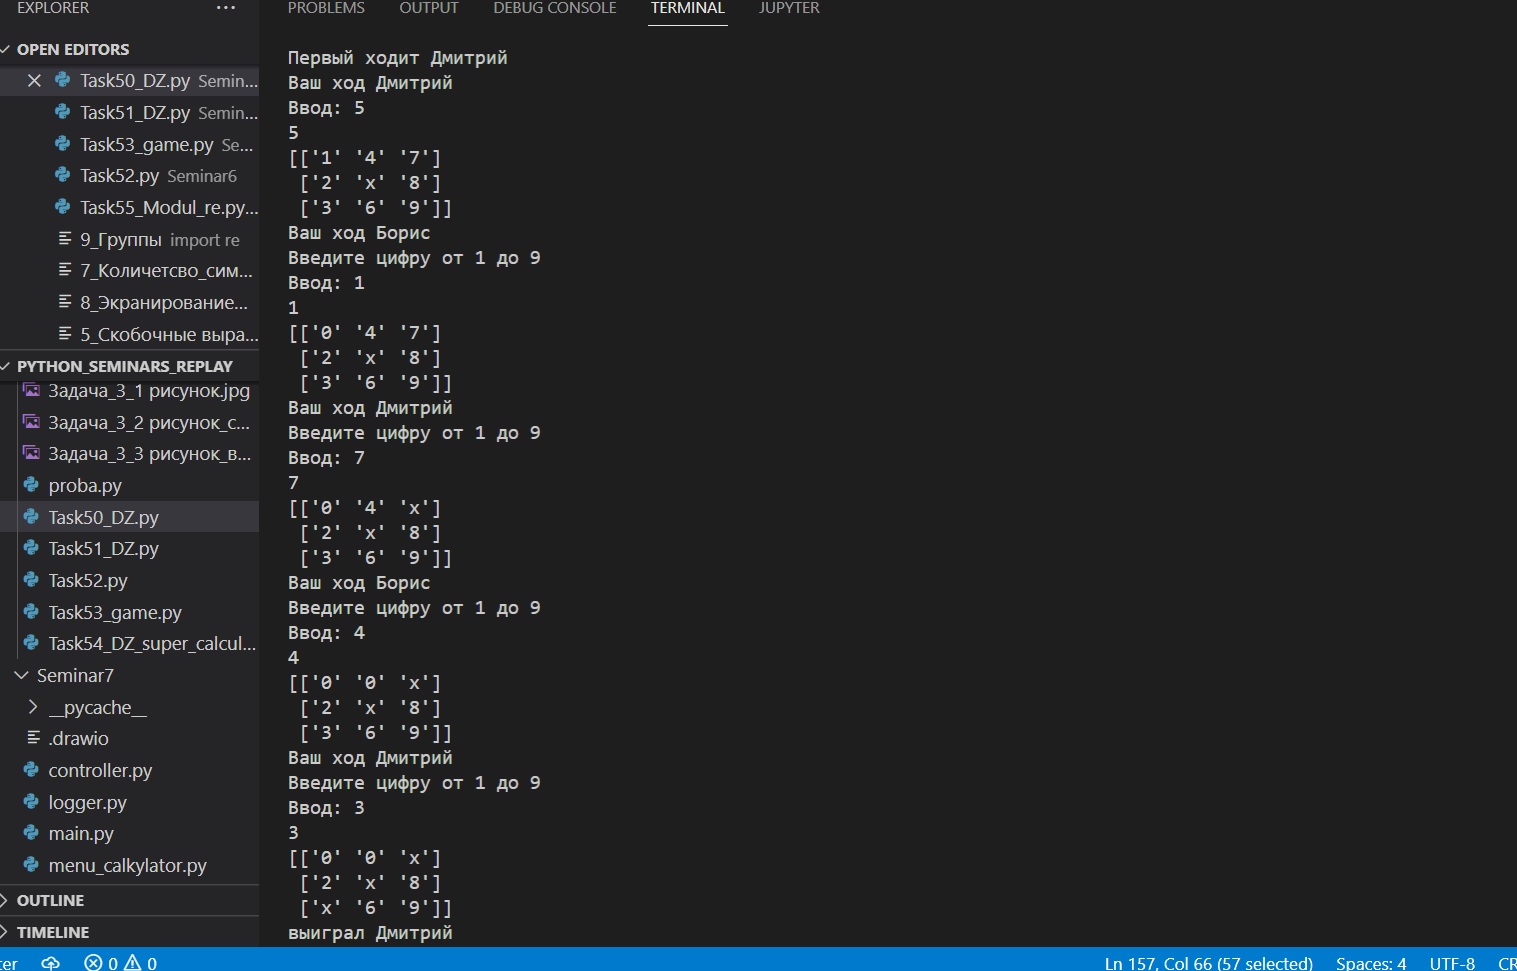 EXPLORER
...
OPEN EDITORS
Task50_DZ.py Semin...
Task51_DZ.py Semin...
Task53_game.py Se...
Task52.py Seminar6
Task55_Modul_re.py...
9_Группы import re
7_Количетсво_сим...
8_Экранирование...
5_Скобочные выра...
PYTHON_SEMINARS_REPLAY
Задача_3_1 рисунок.jpg
Задача_3_2 рисунок_с...
Задача_3_3 рисунок_в...
proba.py
Task50_DZ.py
Task51_DZ.py
Task52.py
Task53_game.py
Task54_DZ_super_calcul...
Seminar7
__pycache__
.drawio
controller.py
logger.py
main.py
menu_calkylator.py
OUTLINE
TIMELINE
PROBLEMS OUTPUT DEBUG CONSOLE TERMINAL JUPYTER
Первый ходит Дмитрий
Ваш ход Дмитрий
Ввод: 5
5
[['1' '4' '7']
['2' 'x' '8']
['3' '6' '9']]
Ваш ход Борис
Введите цифру от 1 до 9
Ввод: 1
1
[['0' '4' '7']
['2' 'x' '8']
['3' '6' '9']]
Ваш ход Дмитрий
Введите цифру от 1 до 9
Ввод: 7
7
[['0' '4' 'x']
['2' 'x' '8']
['3' '6' '9']]
Ваш ход Борис
Введите цифру от 1 до 9
Ввод: 4
4
[['0' '0' 'x']
['2' 'x' '8']
['3' '6' '9']]
Ваш ход Дмитрий
Введите цифру от 1 до 9
Ввод: 3
3
[['0' '0' 'x']
['2' 'x' '8']
['x' '6' '9']]
выиграл Дмитрий
ter 0 0 Ln 157, Col 66 (57 selected) Spaces: 4 UTF-8 CR